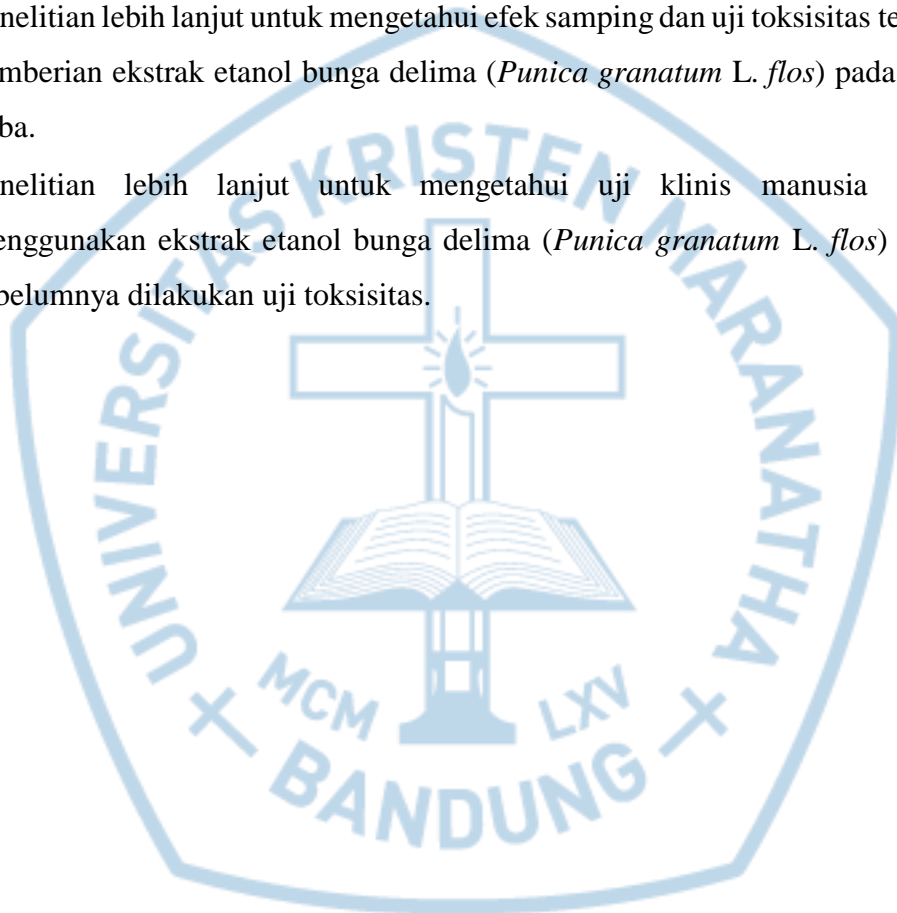 nelitian lebih lanjut untuk mengetahui efek samping dan uji toksisitas te
mberian ekstrak etanol bunga delima (Punica granatum L. flos) pada
ba.
nelitian lebih lanjut untuk mengetahui uji klinis manusia
enggunakan ekstrak etanol bunga delima (Punica granatum L. flos)
belumnya dilakukan uji toksisitas.
UNIVERSITAS KRISTEN MARANATHA
MCM LXV
BANDUNG